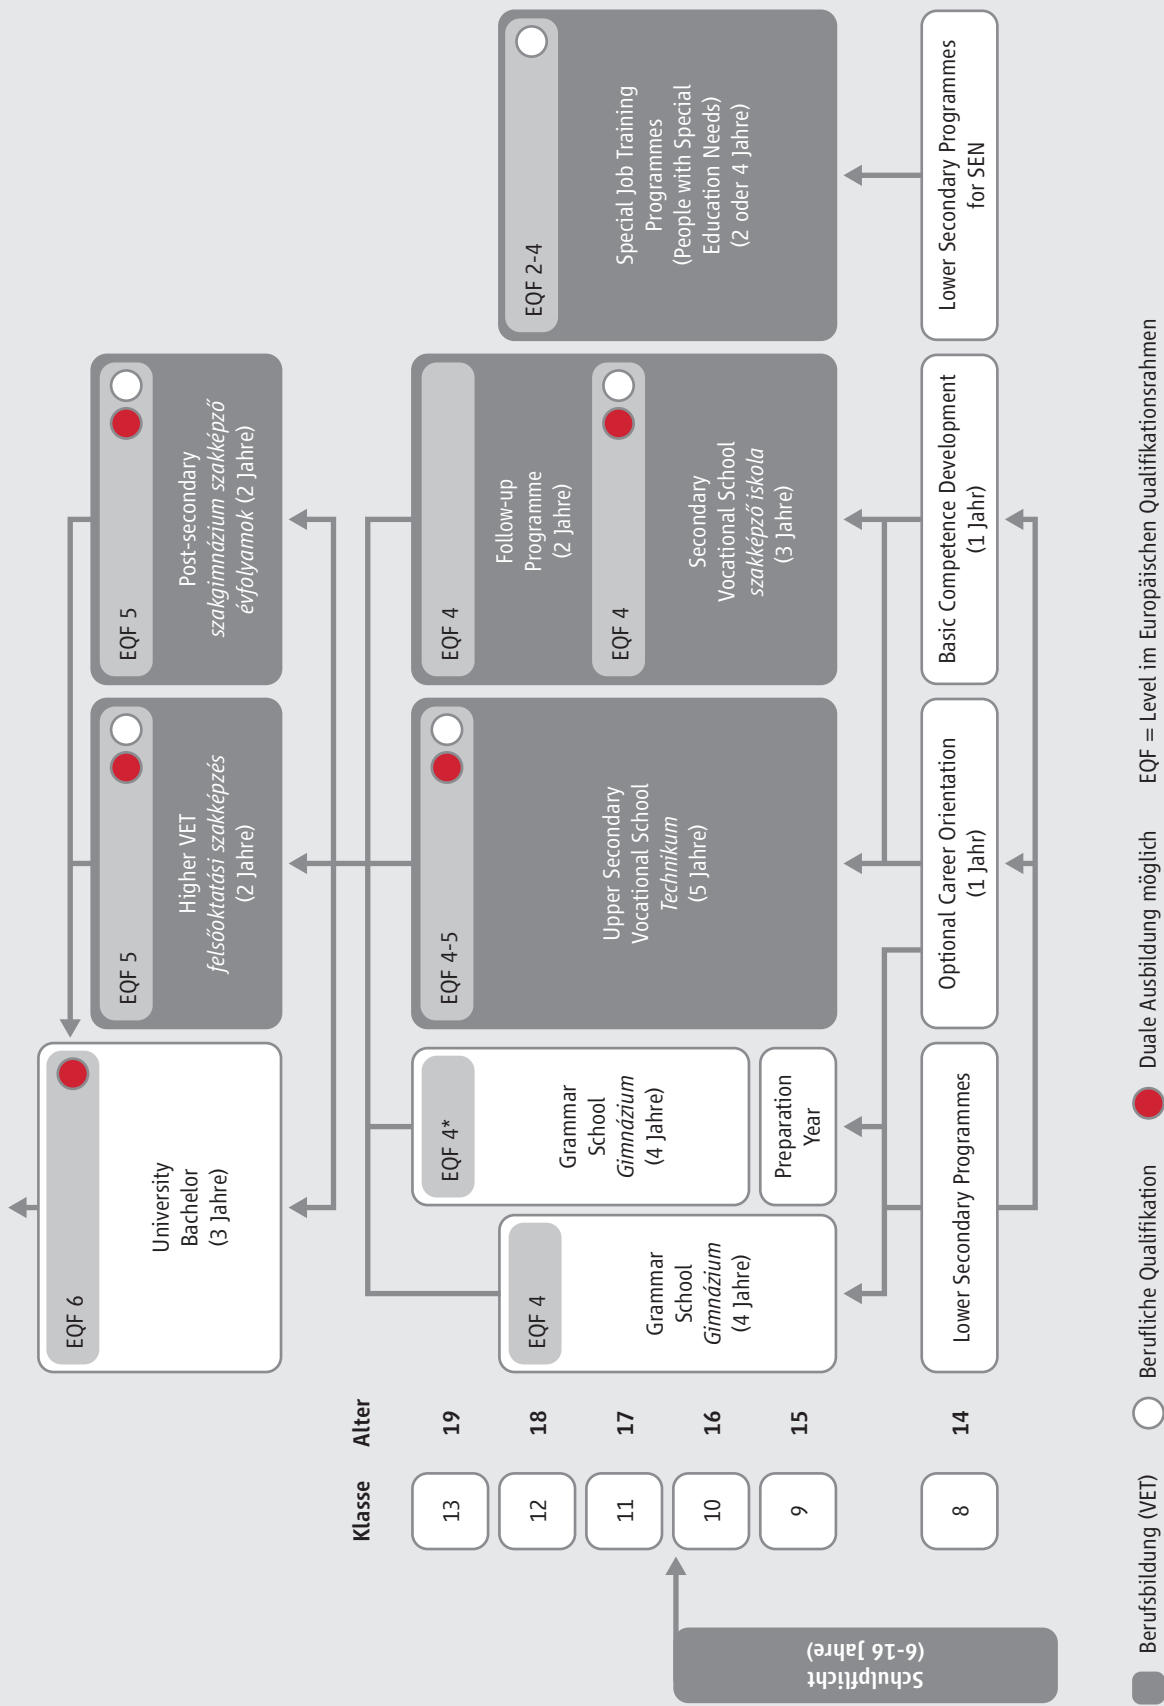 EQF 6
University
Bachelor
(3 Jahre)
EQF 5
Higher VET
felsőoktatási szakképzés
(2 Jahre)
EQF 5
Post-secondary
szakgimnázium szakképző
évfolyamok (2 Jahre)
Klasse
Alter
13
19
12
18
11
17
10
16
9
15
8
14
EQF 4
Grammar
School
Gimnázium
(4 Jahre)
EQF 4*
Grammar
School
Gimnázium
(4 Jahre)
Preparation
Year
EQF 4-5
Upper Secondary
Vocational School
Technikum
(5 Jahre)
EQF 4
Follow-up
Programme
(2 Jahre)
EQF 4
Secondary
Vocational School
szakképző iskola
(3 Jahre)
EQF 2-4
Special Job Training
Programmes
(People with Special
Education Needs)
(2 oder 4 Jahre)
Lower Secondary Programmes
Optional Career Orientation
(1 Jahr)
Basic Competence Development
(1 Jahr)
Lower Secondary Programmes
for SEN
Schulpflicht
(6-16 Jahre)
Berufsbildung (VET)
Berufliche Qualifikation
Duale Ausbildung möglich
EQF = Level im Europäischen Qualifikationsrahmen